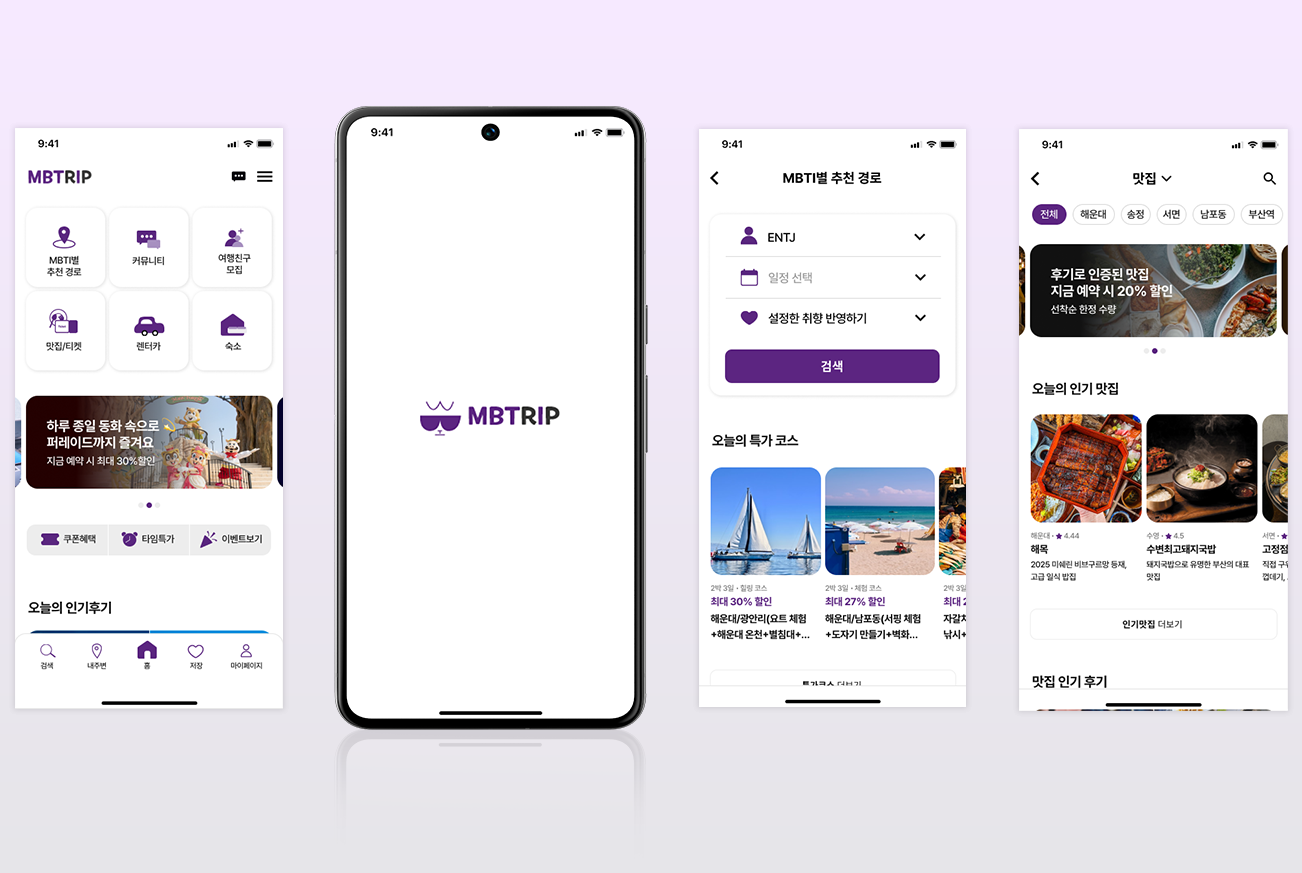 9:41
MBTRIP
MBTI별
추천 경로
커뮤니티
여행친구
모집
맛집/티켓
렌터카
숙소
하루 종일 동화 속으로
퍼레이드까지 즐겨요
지금 예약 시 최대 30%할인
쿠폰혜택
타임특가
이벤트보기
오늘의 인기후기
검색
내주변
홈
저장
마이페이지
9:41
MBTRIP
9:41
MBTI별 추천 경로
ENTJ
일정 선택
설정한 취향 반영하기
검색
오늘의 특가 코스
2박 3일 • 힐링 코스
최대 30% 할인
해운대/광안리(요트 체험
+해운대 온천+별침대+...
2박 3일 • 체험 코스
최대 27% 할인
해운대/남포동(서핑 체험
+도자기 만들기+벽화...
2박 3일
최대 2
자갈치
낚시+
특가코스 더보기
9:41
맛집
전체
해운대
송정
서면
남포동
부산역
후기로 인증된 맛집
지금 예약 시 20% 할인
선착순 한정 수량
오늘의 인기 맛집
해운대 • ★ 4.44
해목
2025 미쉐린 비브구르망 등재,
고급 일식 밥집
수영 • ★ 4.5
수변최고돼지국밥
돼지국밥으로 유명한 부산의 대표
맛집
서면 • ★
고정점
직접 구워
껍데기,
인기맛집 더보기
맛집 인기 후기